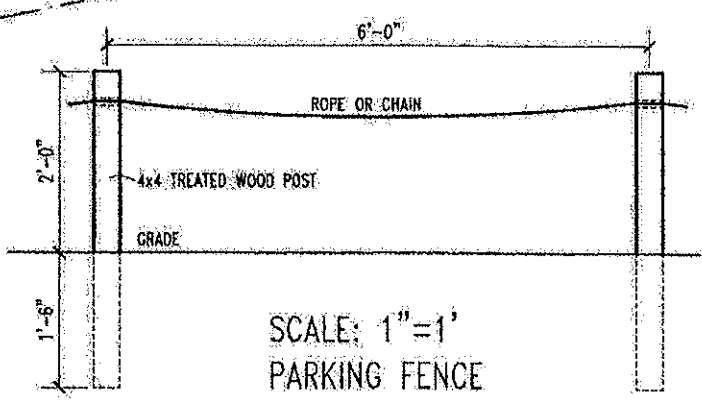 6'-0"
ROPE OR CHAIN
2'-0"
4x4 TREATED WOOD POST
GRADE
1'-6"
SCALE: 1"=1'
PARKING FENCE